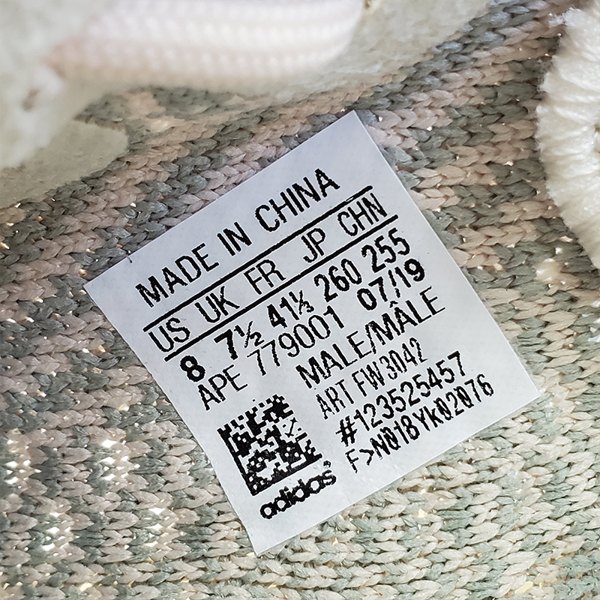 MADE IN CHINA
US UK FR JP CHN
8 7½ 41⅓ 260 255
APE 779001 07/19
MALE/MÂLE
ART FW3042
#123525457
F>N018YK02076
adidas